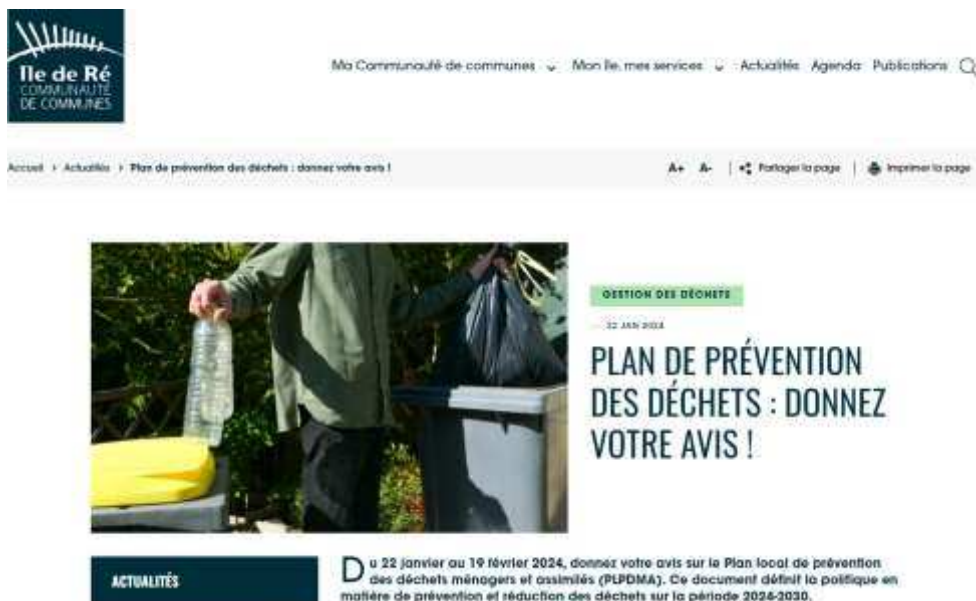 Ile de Ré
COMMUNAUTÉ
DE COMMUNES
Ma Communauté de communes Mon île, mes services Actualités Agenda Publications
Accueil › Actualités › Plan de prévention des déchets : donnez votre avis !
A+ A- | Partager la page | Imprimer la page
GESTION DES DÉCHETS
22 JAN 2024
PLAN DE PRÉVENTION
DES DÉCHETS : DONNEZ
VOTRE AVIS !
ACTUALITÉS
Du 22 janvier au 19 février 2024, donnez votre avis sur le Plan local de prévention
des déchets ménagers et assimilés (PLPDMA). Ce document définit la politique en
matière de prévention et réduction des déchets sur la période 2024-2030.